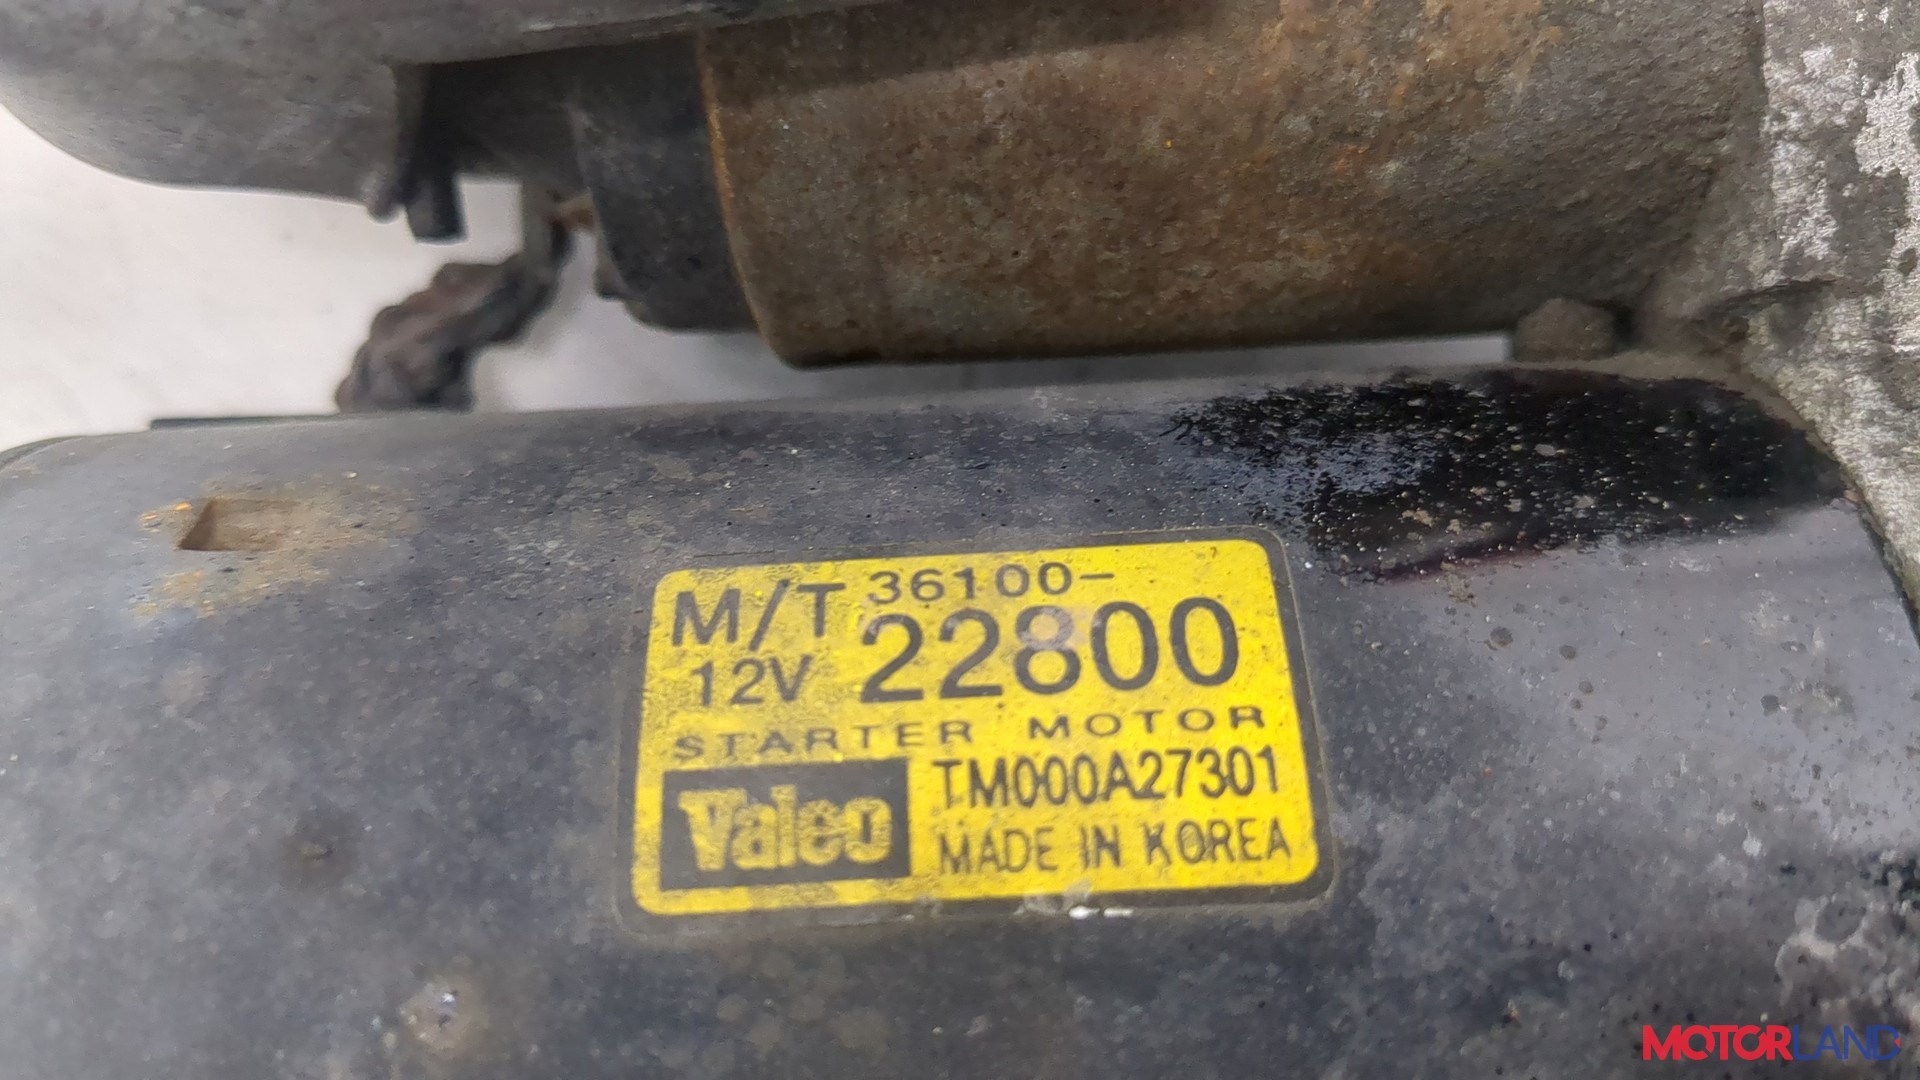 M/T 36100-
12V 22800
STARTER MOTOR
Valeo TM000A27301
MADE IN KOREA
MOTORLAND